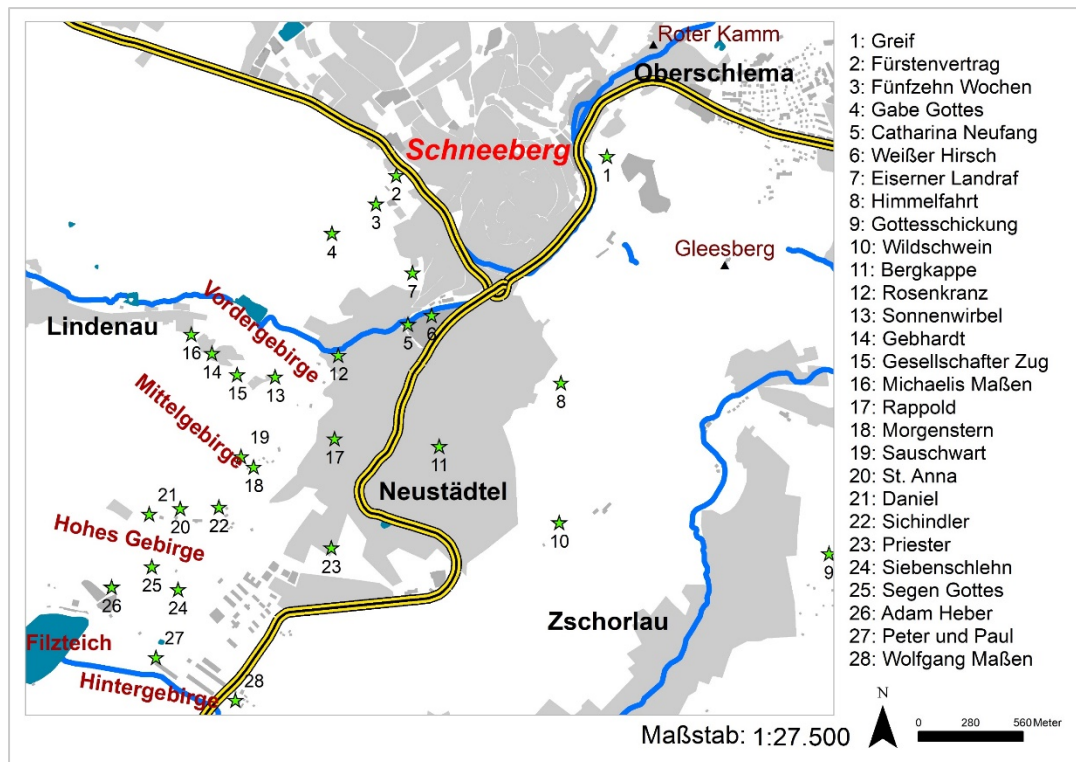 Roter Kamm
Oberschlema
Schneeberg
1
2
3
4
Gleesberg
7
Vordergebirge
Lindenau
5
6
16
14
12
15
13
8
Mittelgebirge
19
17
11
18
Neustädtel
21
20
22
Hohes Gebirge
10
23
9
25
26
24
Zschorlau
Filzteich
27
Hintergebirge
28
1: Greif
2: Fürstenvertrag
3: Fünfzehn Wochen
4: Gabe Gottes
5: Catharina Neufang
6: Weißer Hirsch
7: Eiserner Landraf
8: Himmelfahrt
9: Gottesschickung
10: Wildschwein
11: Bergkappe
12: Rosenkranz
13: Sonnenwirbel
14: Gebhardt
15: Gesellschafter Zug
16: Michaelis Maßen
17: Rappold
18: Morgenstern
19: Sauschwart
20: St. Anna
21: Daniel
22: Sichindler
23: Priester
24: Siebenschlehn
25: Segen Gottes
26: Adam Heber
27: Peter und Paul
28: Wolfgang Maßen
Maßstab: 1:27.500
N
0 280 560 Meter